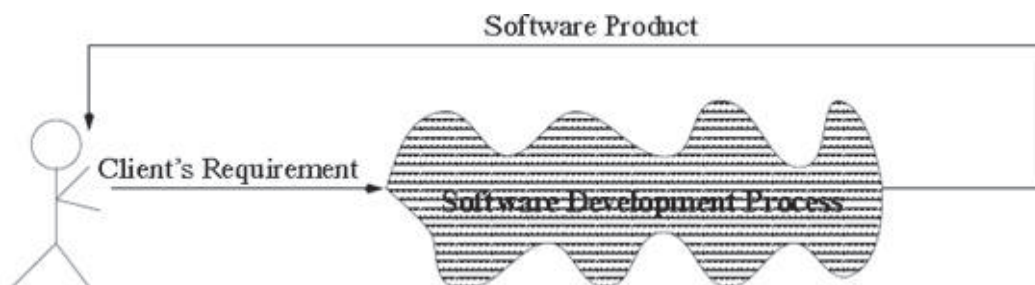 Software Product
Client's Requirement
Software Development Process